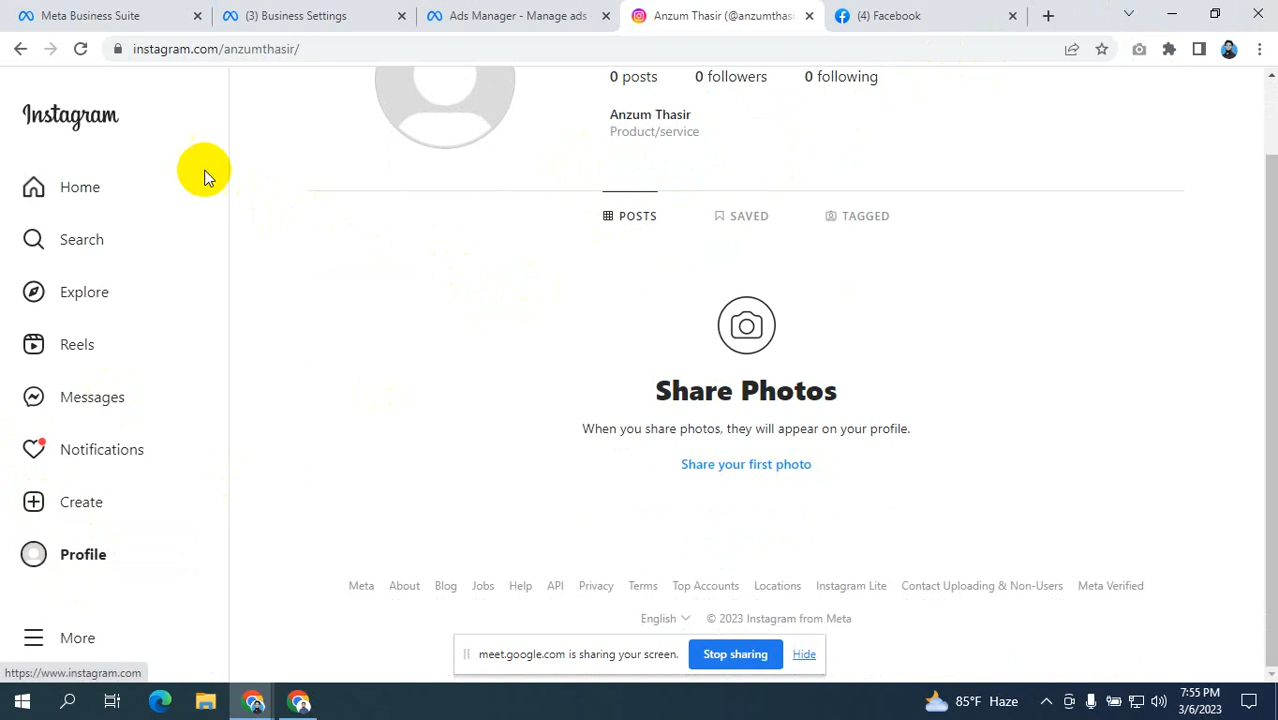 Meta Business Suite
(3) Business Settings
Ads Manager - Manage ads
Anzum Thasir (@anzumthas
(4) Facebook
instagram.com/anzumthasir/
Instagram
Home
Search
Explore
Reels
Messages
Notifications
Create
Profile
More
0 posts 0 followers 0 following
Anzum Thasir
Product/service
POSTS SAVED TAGGED
Share Photos
When you share photos, they will appear on your profile.
Share your first photo
Meta About Blog Jobs Help API Privacy Terms Top Accounts Locations Instagram Lite Contact Uploading & Non-Users Meta Verified
English © 2023 Instagram from Meta
meet.google.com is sharing your screen. Stop sharing Hide
https://www.instagram.com
85°F Haze
7:55 PM
3/6/2023